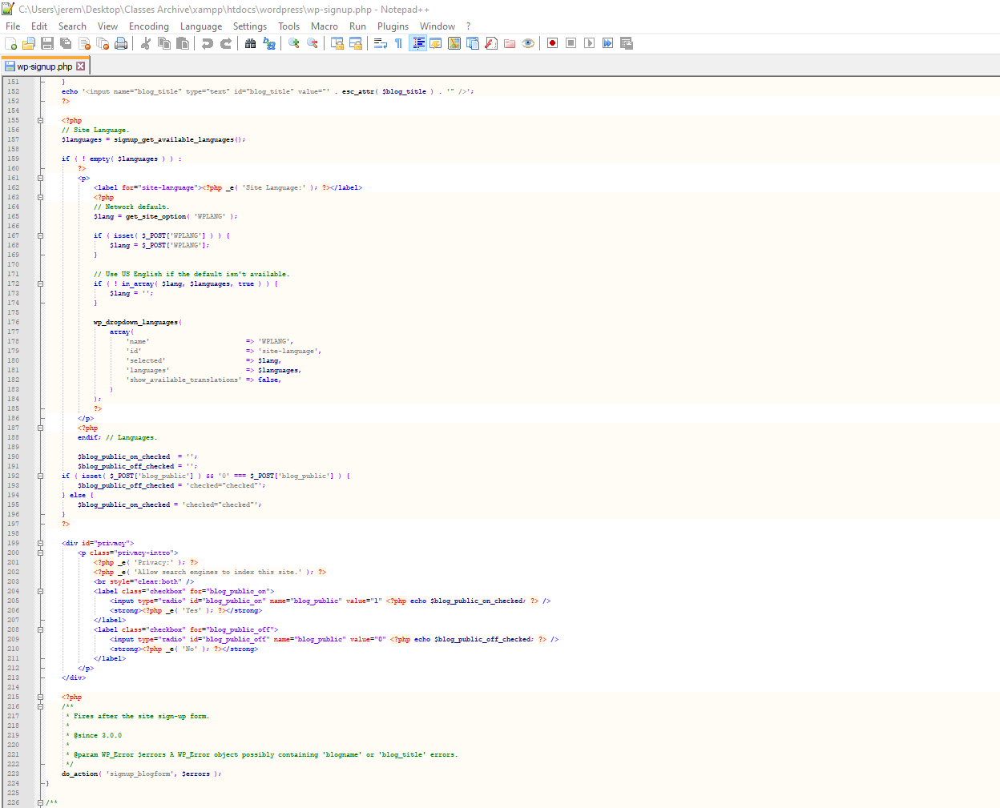 C:\Users\jerem\Desktop\Classes Archive\xampp\htdocs\wordpress\wp-signup.php - Notepad++
File Edit Search View Encoding Language Settings Tools Macro Run Plugins Window ?
wp-signup.php
151 }
152 echo '<input name="blog_title" type="text" id="blog_title" value="' . esc_attr( $blog_title ) . '" />';
153 ?>
154
155 <?php
156 // Site Language.
157 $languages = signup_get_available_languages();
158
159 if ( ! empty( $languages ) ) :
160 ?>
161 <p>
162 <label for="site-language"><?php _e( 'Site Language:' ); ?></label>
163 <?php
164 // Network default.
165 $lang = get_site_option( 'WPLANG' );
166
167 if ( isset( $_POST['WPLANG'] ) ) {
168 $lang = $_POST['WPLANG'];
169 }
170
171 // Use US English if the default isn't available.
172 if ( ! in_array( $lang, $languages, true ) ) {
173 $lang = '';
174 }
175
176 wp_dropdown_languages(
177 array(
178 'name' => 'WPLANG',
179 'id' => 'site-language',
180 'selected' => $lang,
181 'languages' => $languages,
182 'show_available_translations' => false,
183 )
184 );
185 ?>
186 </p>
187 <?php
188 endif; // Languages.
189
190 $blog_public_on_checked = '';
191 $blog_public_off_checked = '';
192 if ( isset( $_POST['blog_public'] ) && '0' === $_POST['blog_public'] ) {
193 $blog_public_off_checked = 'checked="checked"';
194 } else {
195 $blog_public_on_checked = 'checked="checked"';
196 }
197 ?>
198
199 <div id="privacy">
200 <p class="privacy-intro">
201 <?php _e( 'Privacy:' ); ?>
202 <?php _e( 'Allow search engines to index this site.' ); ?>
203 <br style="clear:both" />
204 <label class="checkbox" for="blog_public_on">
205 <input type="radio" id="blog_public_on" name="blog_public" value="1" <?php echo $blog_public_on_checked; ?> />
206 <strong><?php _e( 'Yes' ); ?></strong>
207 </label>
208 <label class="checkbox" for="blog_public_off">
209 <input type="radio" id="blog_public_off" name="blog_public" value="0" <?php echo $blog_public_off_checked; ?> />
210 <strong><?php _e( 'No' ); ?></strong>
211 </label>
212 </p>
213 </div>
214
215 <?php
216 /**
217 * Fires after the site sign-up form.
218 *
219 * @since 3.0.0
220 *
221 * @param WP_Error $errors A WP_Error object possibly containing 'blogname' or 'blog_title' errors.
222 */
223 do_action( 'signup_blogform', $errors );
224 }
225
226 /**